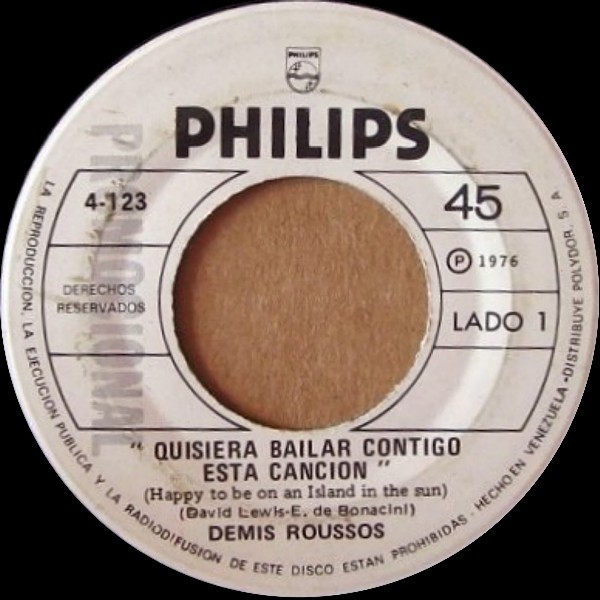 PHILIPS
PHILIPS
PROMOCIONAL
4-123
45
℗ 1976
DERECHOS
RESERVADOS
LADO 1
" QUISIERA BAILAR CONTIGO
ESTA CANCION "
(Happy to be on an Island in the sun)
(David Lewis-E. de Bonacini)
DEMIS ROUSSOS
LA REPRODUCCION, LA EJECUCION PUBLICA Y LA RADIODIFUSION DE ESTE DISCO ESTAN PROHIBIDAS - HECHO EN VENEZUELA - DISTRIBUYE POLYDOR. S. A.